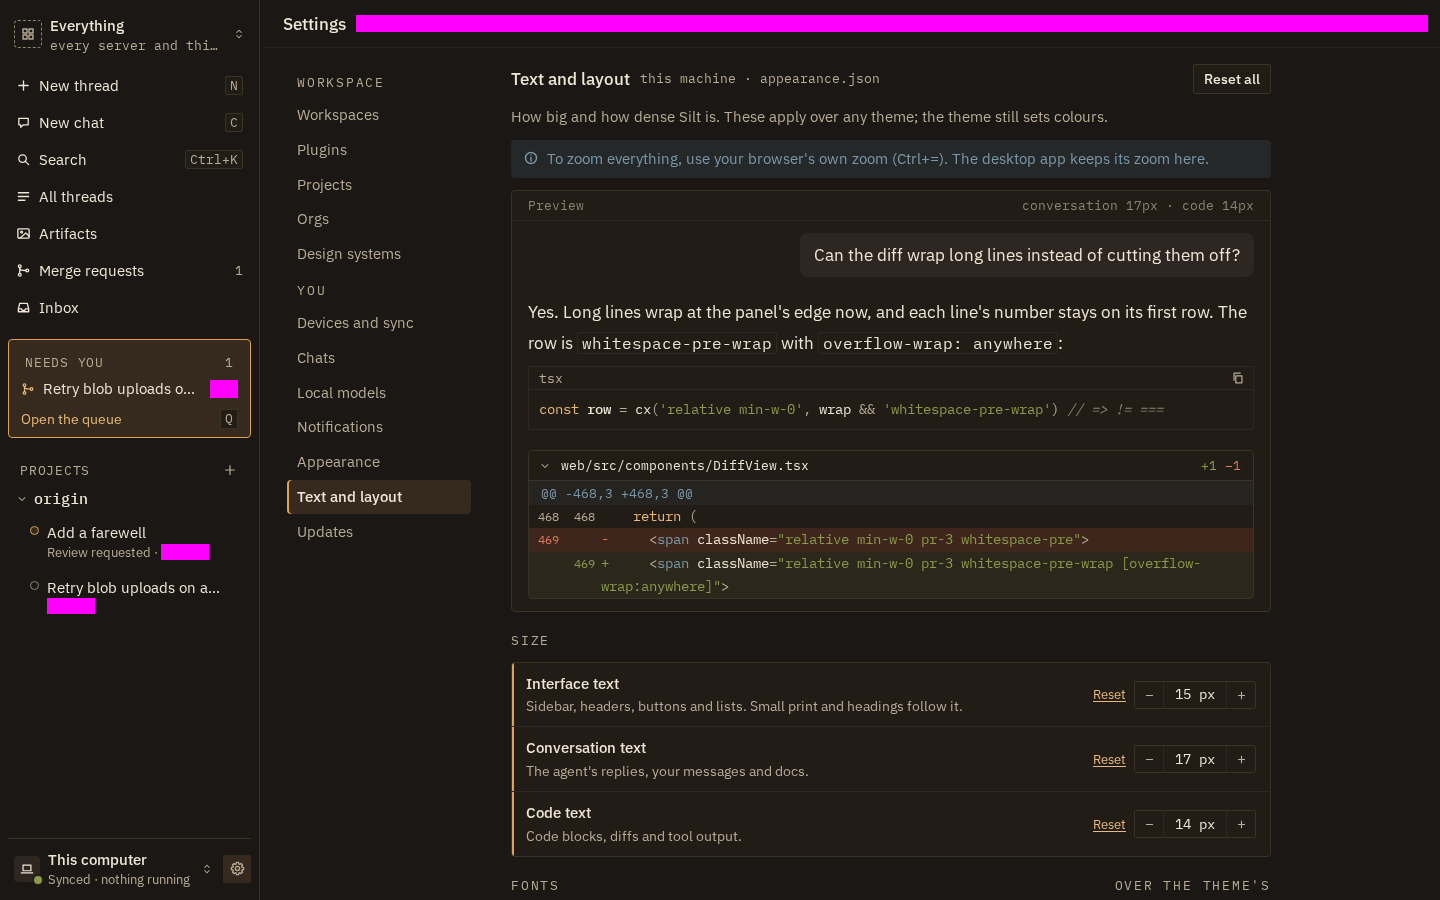 Everything
every server and thi…
New thread N
New chat C
Search Ctrl+K
All threads
Artifacts
Merge requests 1
Inbox
NEEDS YOU 1
Retry blob uploads o…
Open the queue Q
PROJECTS +
origin
Add a farewell
Review requested ·
Retry blob uploads on a…
This computer
Synced · nothing running
Settings
WORKSPACE
Workspaces
Plugins
Projects
Orgs
Design systems
YOU
Devices and sync
Chats
Local models
Notifications
Appearance
Text and layout
Updates
Text and layout this machine · appearance.json
Reset all
How big and how dense Silt is. These apply over any theme; the theme still sets colours.
To zoom everything, use your browser's own zoom (Ctrl+=). The desktop app keeps its zoom here.
Preview conversation 17px · code 14px
Can the diff wrap long lines instead of cutting them off?
Yes. Long lines wrap at the panel's edge now, and each line's number stays on its first row. The
row is whitespace-pre-wrap with overflow-wrap: anywhere:
tsx
const row = cx('relative min-w-0', wrap && 'whitespace-pre-wrap') // => != ===
web/src/components/DiffView.tsx +1 −1
@@ -468,3 +468,3 @@
468 468 return (
469 - <span className="relative min-w-0 pr-3 whitespace-pre">
469 + <span className="relative min-w-0 pr-3 whitespace-pre-wrap [overflow-
wrap:anywhere]">
SIZE
Interface text
Sidebar, headers, buttons and lists. Small print and headings follow it.
Reset − 15 px +
Conversation text
The agent's replies, your messages and docs.
Reset − 17 px +
Code text
Code blocks, diffs and tool output.
Reset − 14 px +
FONTS OVER THE THEME'S